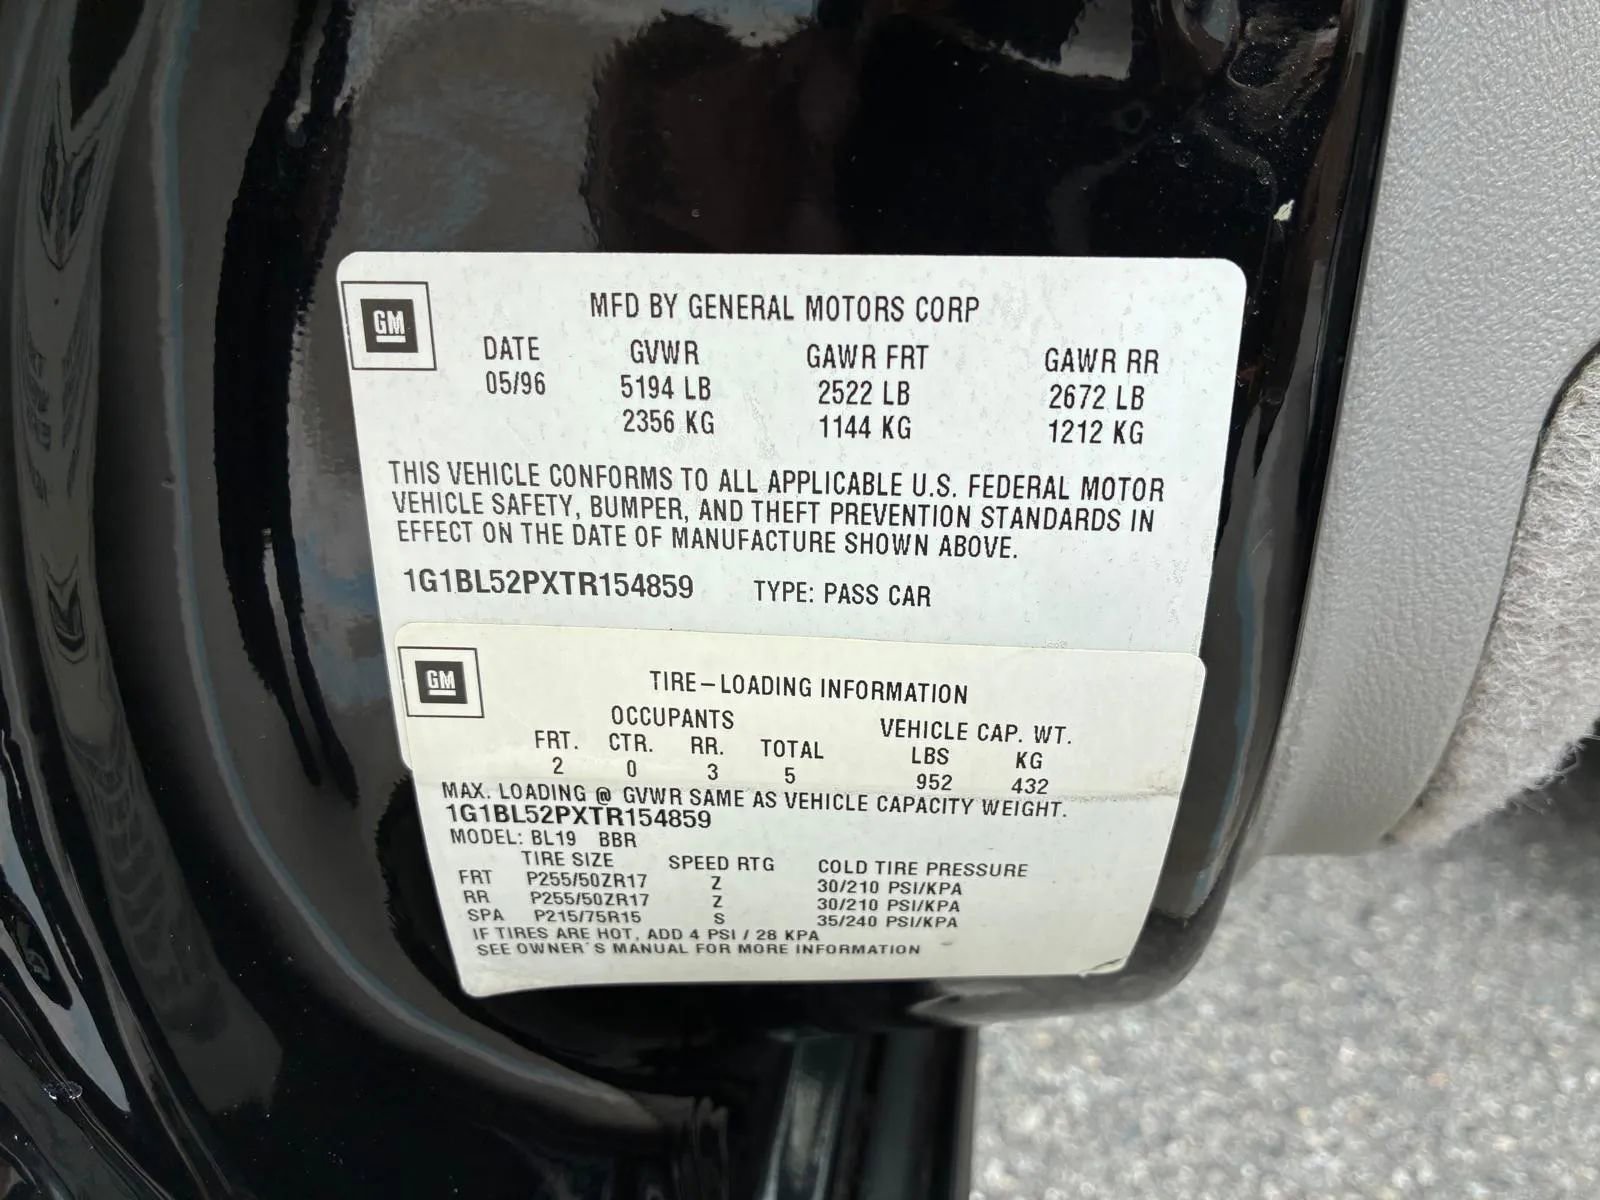 GM
MFD BY GENERAL MOTORS CORP
DATE GVWR GAWR FRT GAWR RR
05/96 5194 LB 2522 LB 2672 LB
2356 KG 1144 KG 1212 KG
THIS VEHICLE CONFORMS TO ALL APPLICABLE U.S. FEDERAL MOTOR
VEHICLE SAFETY, BUMPER, AND THEFT PREVENTION STANDARDS IN
EFFECT ON THE DATE OF MANUFACTURE SHOWN ABOVE.
1G1BL52PXTR154859 TYPE: PASS CAR
GM
TIRE-LOADING INFORMATION
OCCUPANTS VEHICLE CAP. WT.
FRT. CTR. RR. TOTAL LBS KG
2 0 3 5 952 432
MAX. LOADING @ GVWR SAME AS VEHICLE CAPACITY WEIGHT.
1G1BL52PXTR154859
MODEL: BL19 BBR
TIRE SIZE SPEED RTG COLD TIRE PRESSURE
FRT P255/50ZR17 Z 30/210 PSI/KPA
RR P255/50ZR17 Z 30/210 PSI/KPA
SPA P215/75R15 S 35/240 PSI/KPA
IF TIRES ARE HOT, ADD 4 PSI / 28 KPA
SEE OWNER'S MANUAL FOR MORE INFORMATION